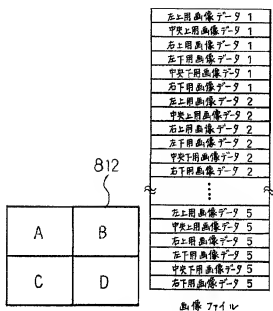 左上用画像データ 1
中央上用画像データ 1
右上用画像データ 1
左下用画像データ 1
中央下用画像データ 1
右下用画像データ 1
左上用画像データ 2
中央上用画像データ 2
右上用画像データ 2
左下用画像データ 2
中央下用画像データ 2
右下用画像データ 2
左上用画像データ 5
中央上用画像データ 5
右上用画像データ 5
左下用画像データ 5
中央下用画像データ 5
右下用画像データ 5
画像ファイル
812
A B
C D